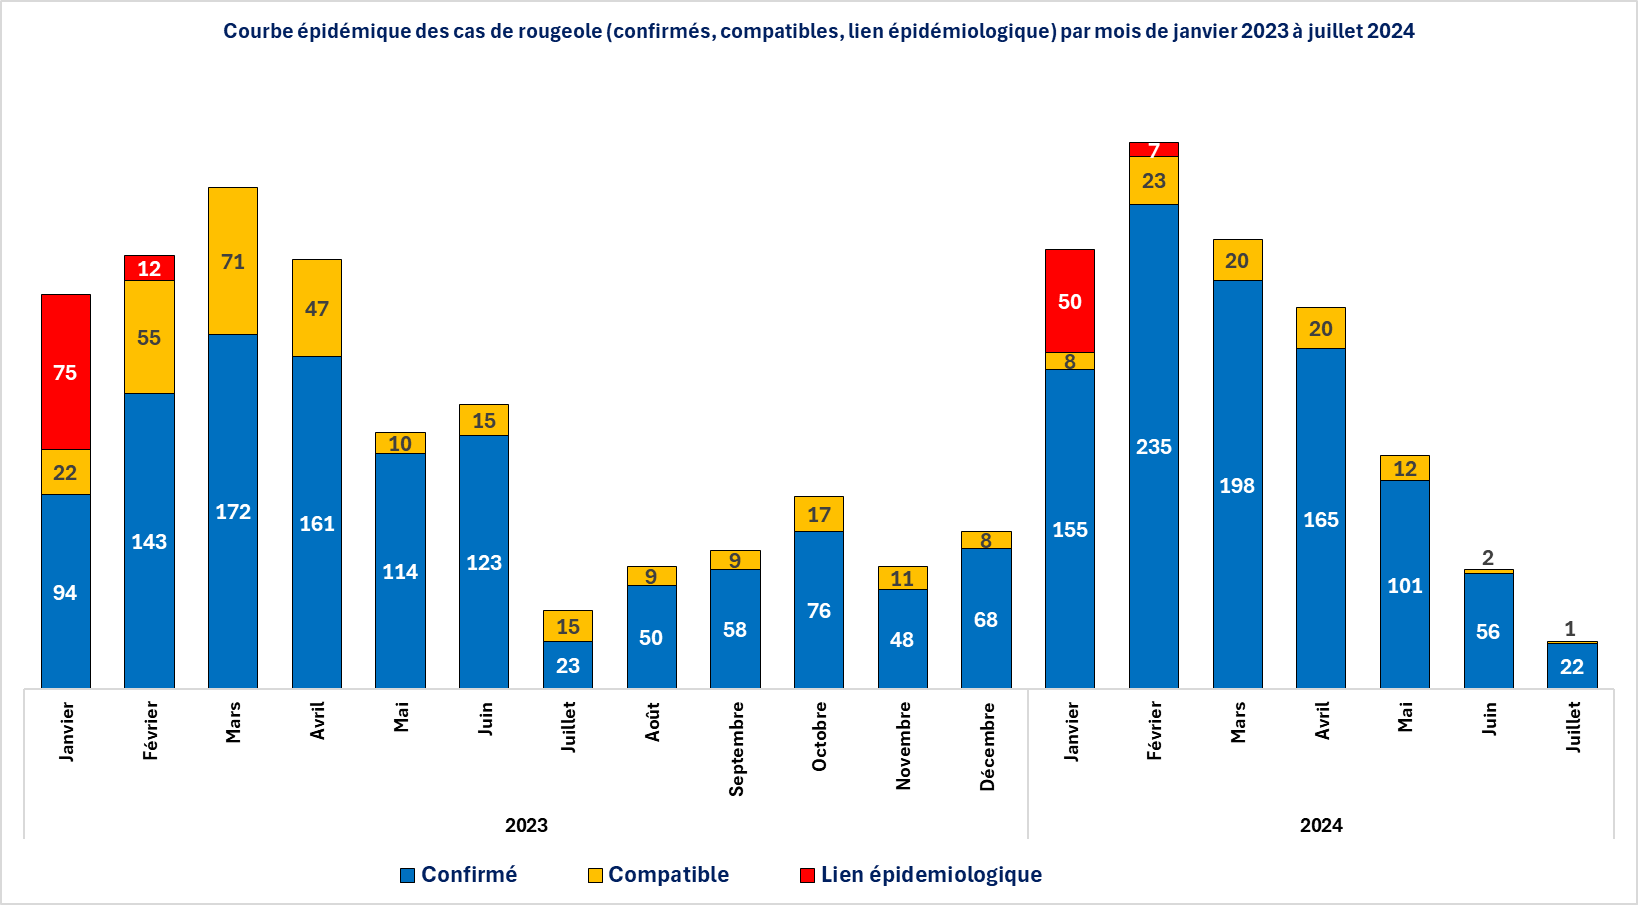 Courbe épidémique des cas de rougeole (confirmés, compatibles, lien épidémiologique) par mois de janvier 2023 à juillet 2024
75
22
94
12
55
143
71
172
47
161
10
114
15
123
15
23
9
50
9
58
17
76
11
48
8
68
50
8
155
7
23
235
20
198
20
165
12
101
2
56
1
22
Janvier
Février
Mars
Avril
Mai
Juin
Juillet
Août
Septembre
Octobre
Novembre
Décembre
Janvier
Février
Mars
Avril
Mai
Juin
Juillet
2023
2024
Confirmé
Compatible
Lien épidemiologique